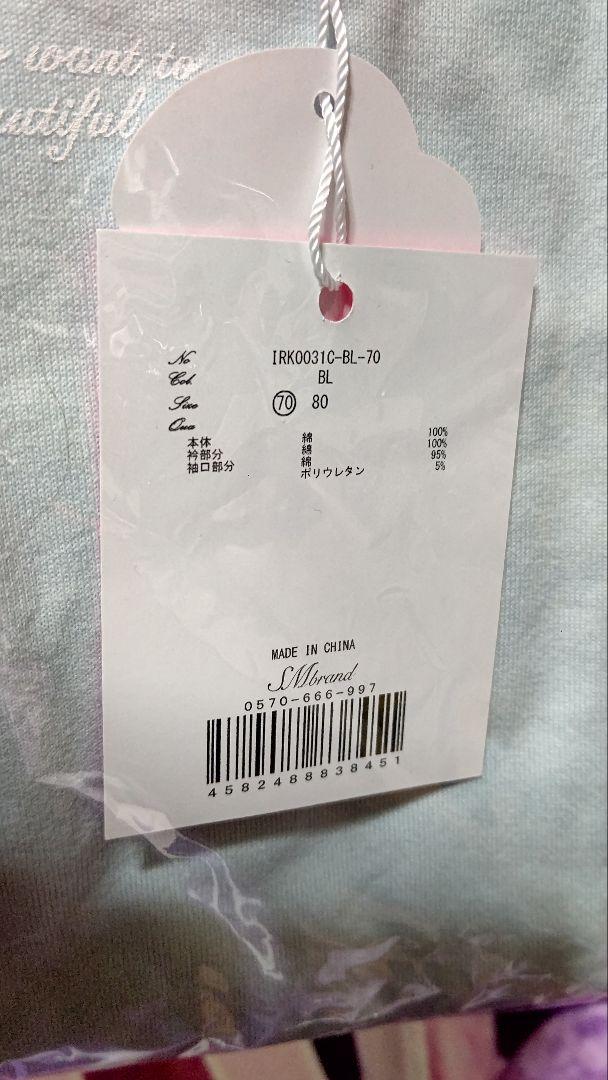 want to
No IRK0031C-BL-70
Col. BL
Size 70 80
Qua
本体 綿 100%
衿部分 綿 100%
袖口部分 綿 95%
ポリウレタン 5%
MADE IN CHINA
SMbrand
0570-666-997
4582488838451